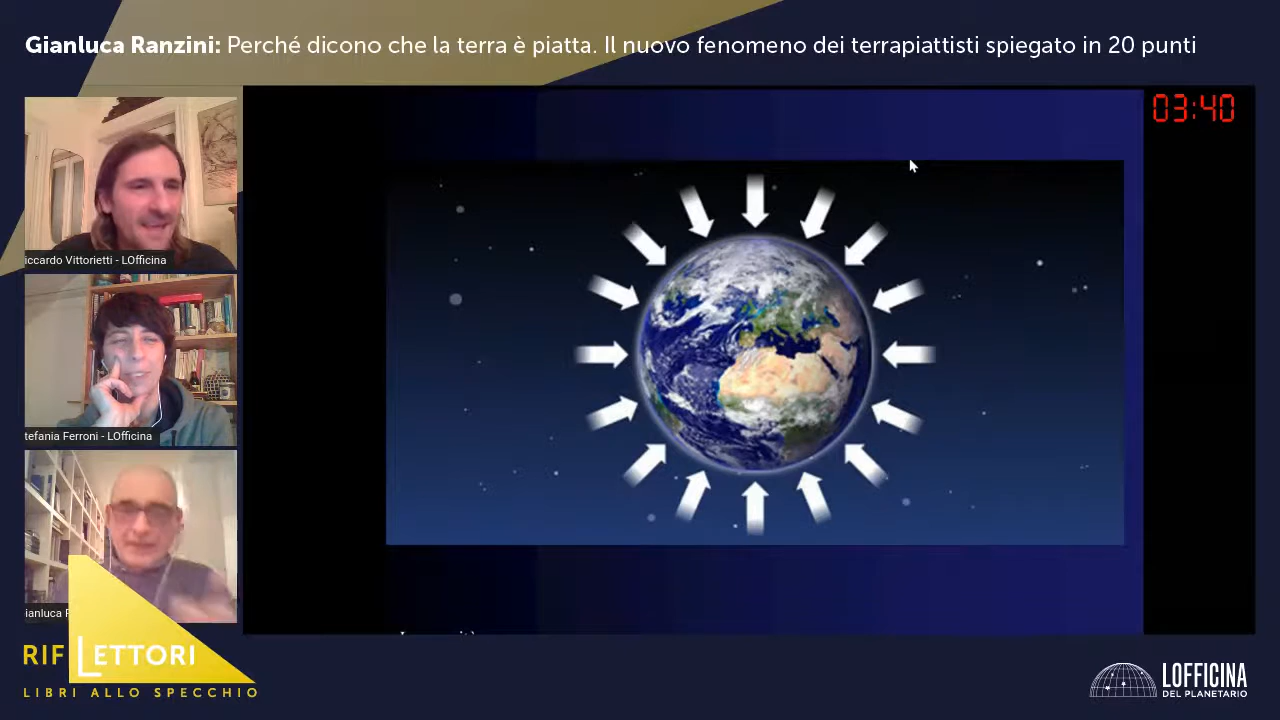 Gianluca Ranzini: Perché dicono che la terra è piatta. Il nuovo fenomeno dei terrapiattisti spiegato in 20 punti
03:40
iccardo Vittorietti - LOfficina
tefania Ferroni - LOfficina
ianluca
RIFLETTORI
LIBRI ALLO SPECCHIO
LOFFICINA
DEL PLANETARIO